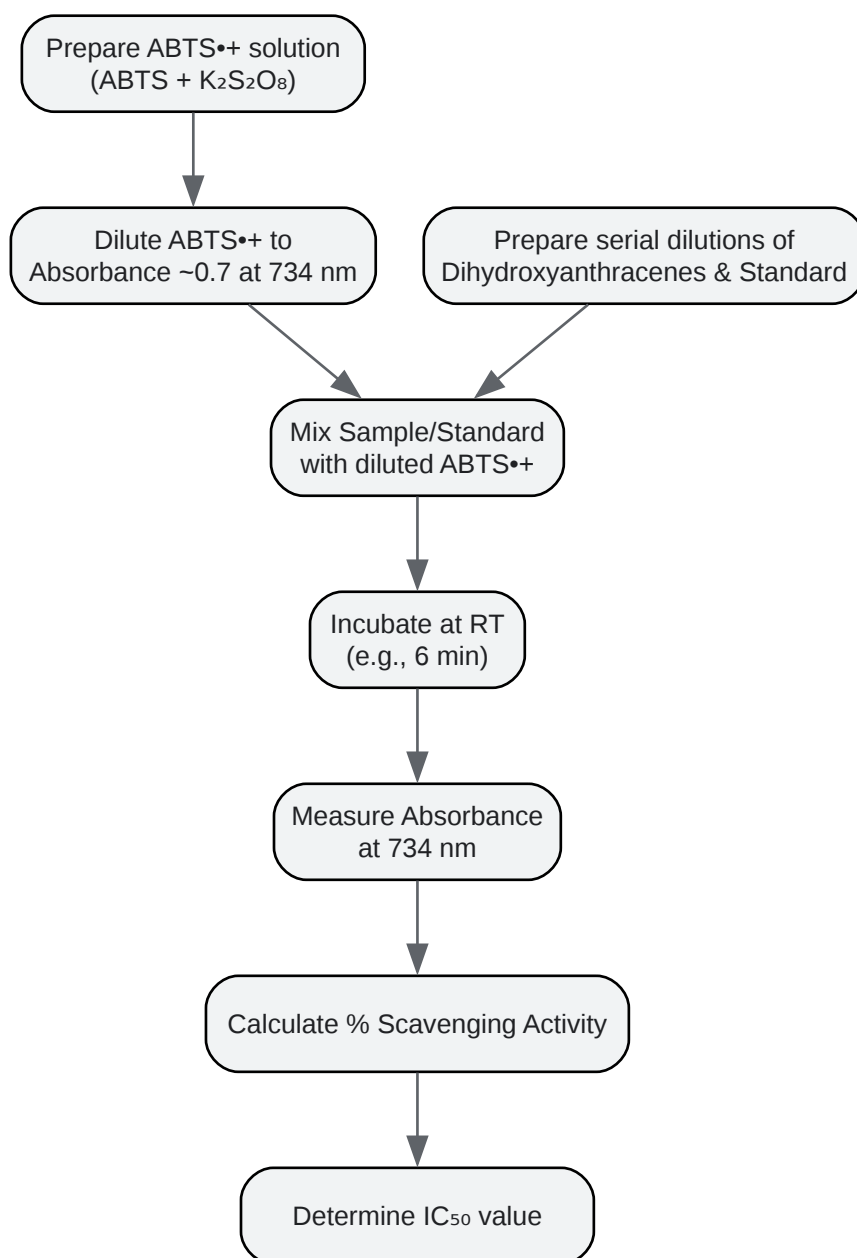 Prepare ABTS•+ solution
(ABTS + K₂S₂O₈)
Dilute ABTS•+ to
Absorbance ~0.7 at 734 nm
Prepare serial dilutions of
Dihydroxyanthracenes & Standard
Mix Sample/Standard
with diluted ABTS•+
Incubate at RT
(e.g., 6 min)
Measure Absorbance
at 734 nm
Calculate % Scavenging Activity
Determine IC₅₀ value